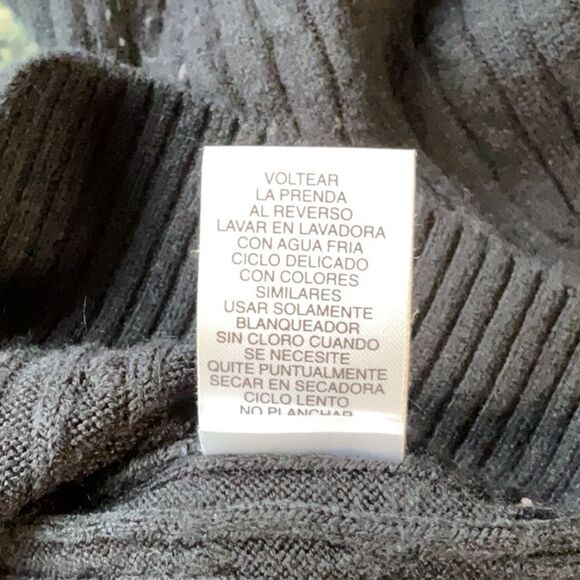 VOLTEAR
LA PRENDA
AL REVERSO
LAVAR EN LAVADORA
CON AGUA FRIA
CICLO DELICADO
CON COLORES
SIMILARES
USAR SOLAMENTE
BLANQUEADOR
SIN CLORO CUANDO
SE NECESITE
QUITE PUNTUALMENTE
SECAR EN SECADORA
CICLO LENTO
NO PLANCHAR